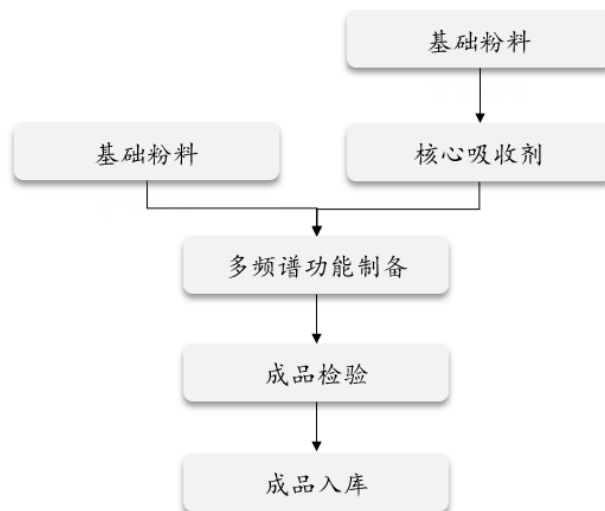 基础粉料
基础粉料
核心吸收剂
多频谱功能制备
成品检验
成品入库